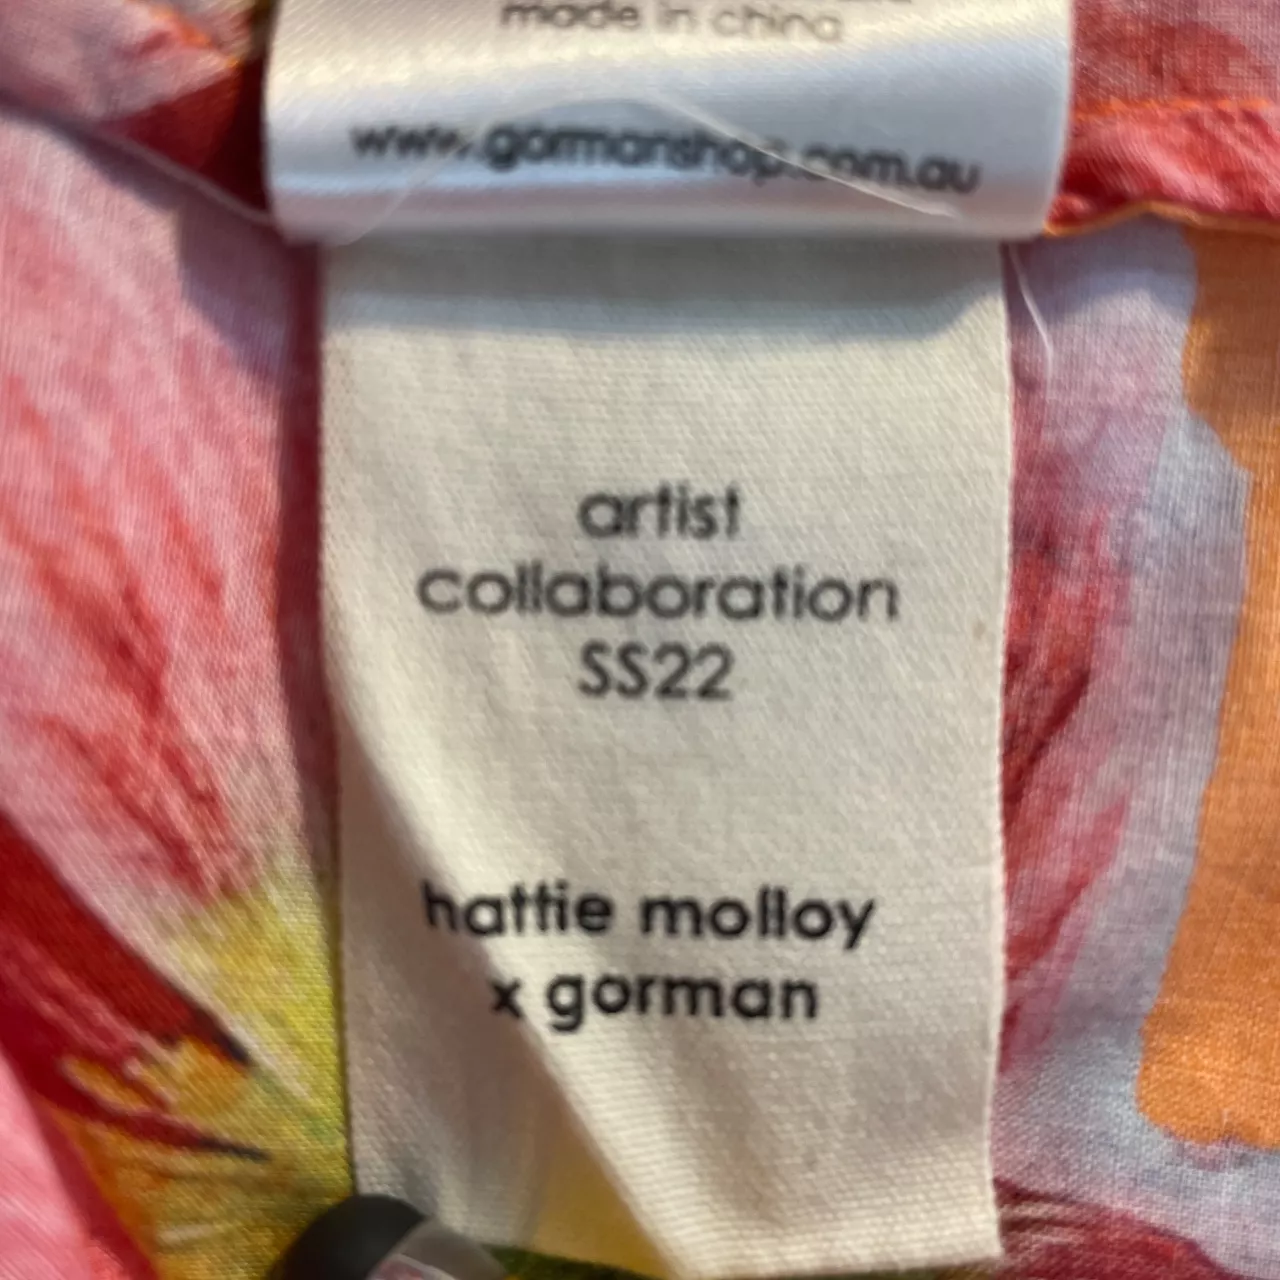 made in china
www.gormanshop.com.au
artist
collaboration
SS22
hattie molloy
x gorman